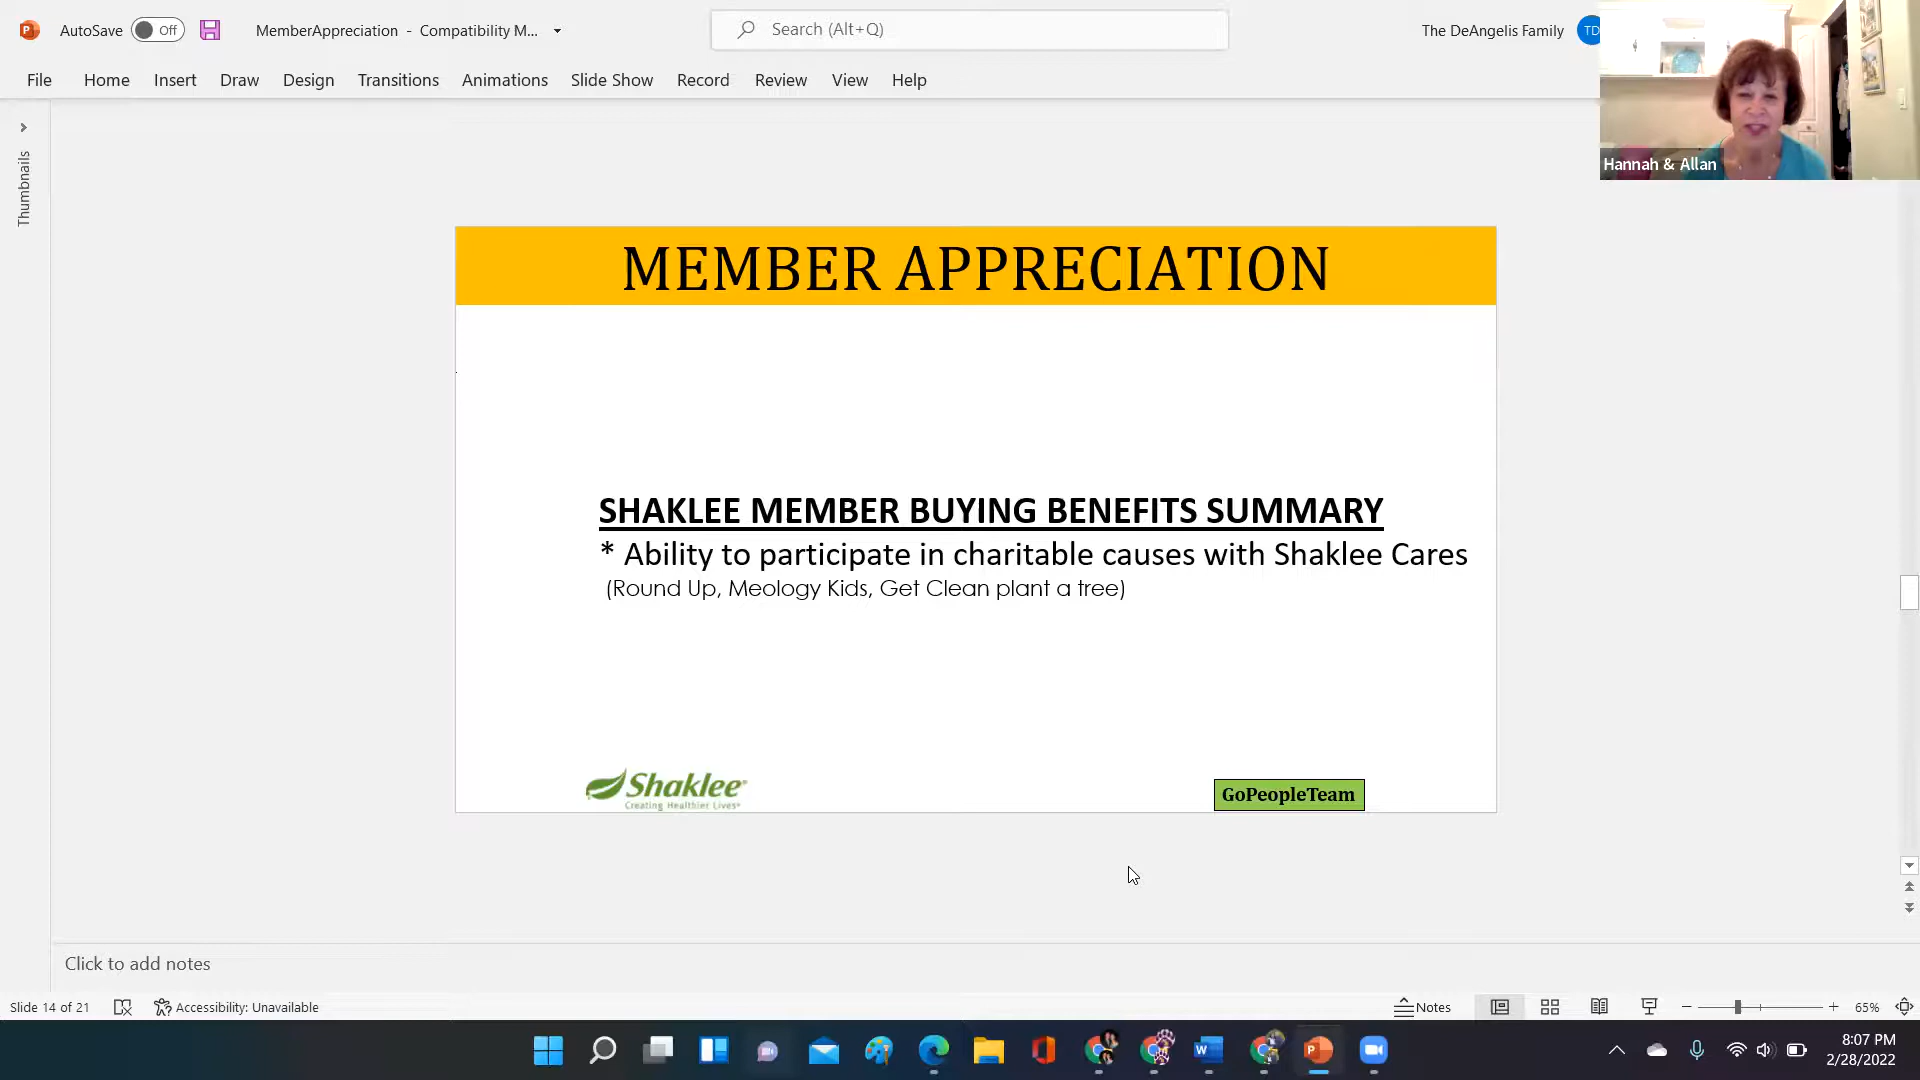 AutoSave Off MemberAppreciation - Compatibility M... Search (Alt+Q) The DeAngelis Family TD
File Home Insert Draw Design Transitions Animations Slide Show Record Review View Help
Hannah & Allan
Thumbnails
MEMBER APPRECIATION
SHAKLEE MEMBER BUYING BENEFITS SUMMARY
* Ability to participate in charitable causes with Shaklee Cares
(Round Up, Meology Kids, Get Clean plant a tree)
Shaklee®
Creating Healthier Lives®
GoPeopleTeam
Click to add notes
Slide 14 of 21 Accessibility: Unavailable Notes 65%
8:07 PM
2/28/2022